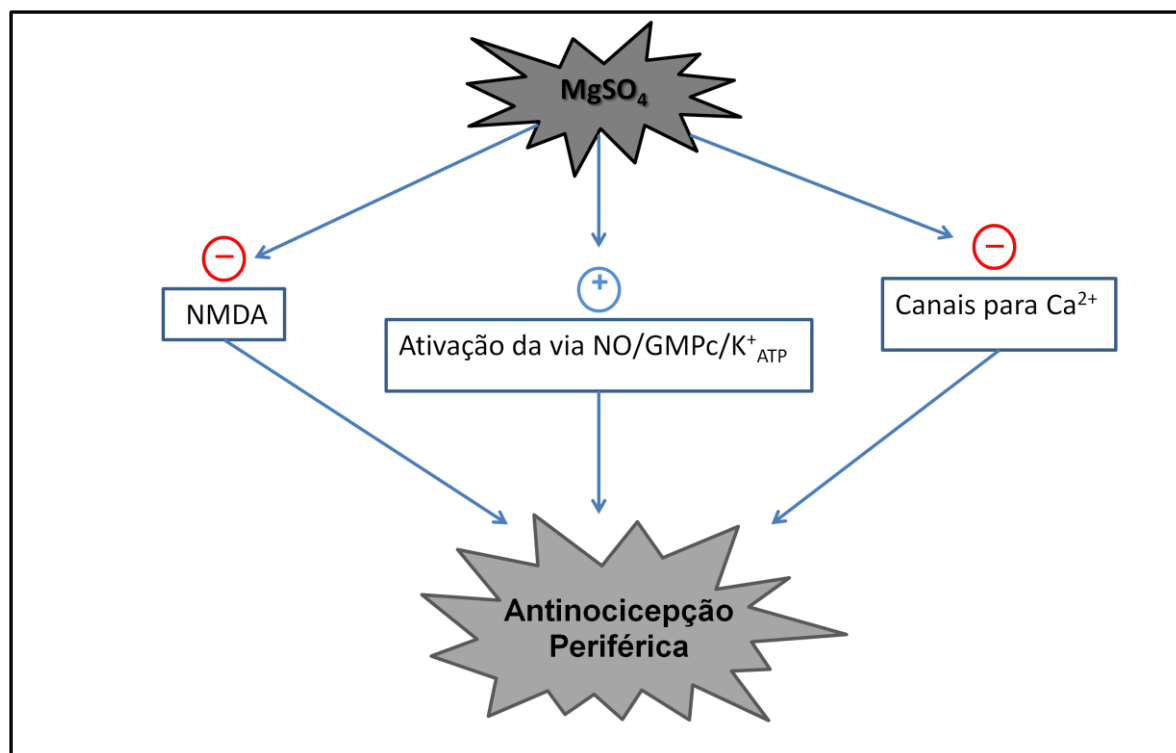 MgSO₄
−
+
−
NMDA
Ativação da via NO/GMPc/K⁺ATP
Canais para Ca²⁺
Antinocicepção
Periférica